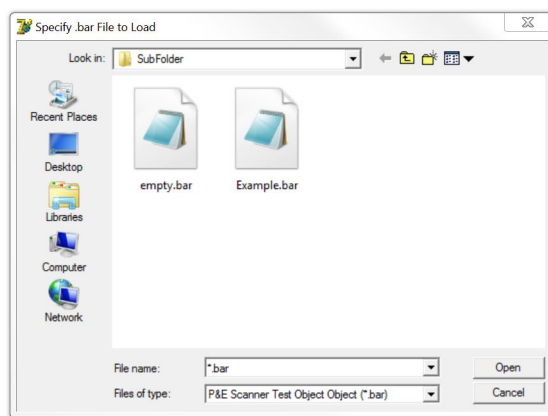 Specify .bar File to Load
Look in: SubFolder
Recent Places
Desktop
Libraries
Computer
Network
empty.bar Example.bar
File name: *.bar Open
Files of type: P&E Scanner Test Object Object (*.bar) Cancel